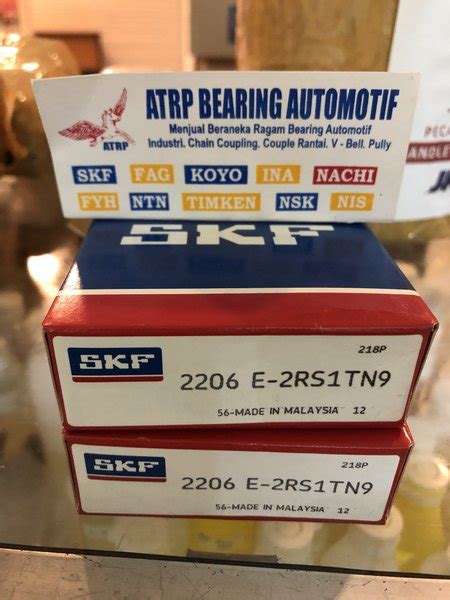 ATRP BEARING AUTOMOTIF
Menjual Beraneka Ragam Bearing Automotif
Industri. Chain Coupling. Couple Rantai. V - Bell. Pully
ATRP
SKF FAG KOYO INA NACHI
FYH NTN TIMKEN NSK NIS
SKF
218P
SKF 2206 E-2RS1TN9
56-MADE IN MALAYSIA 12
218P
SKF 2206 E-2RS1TN9
56-MADE IN MALAYSIA 12